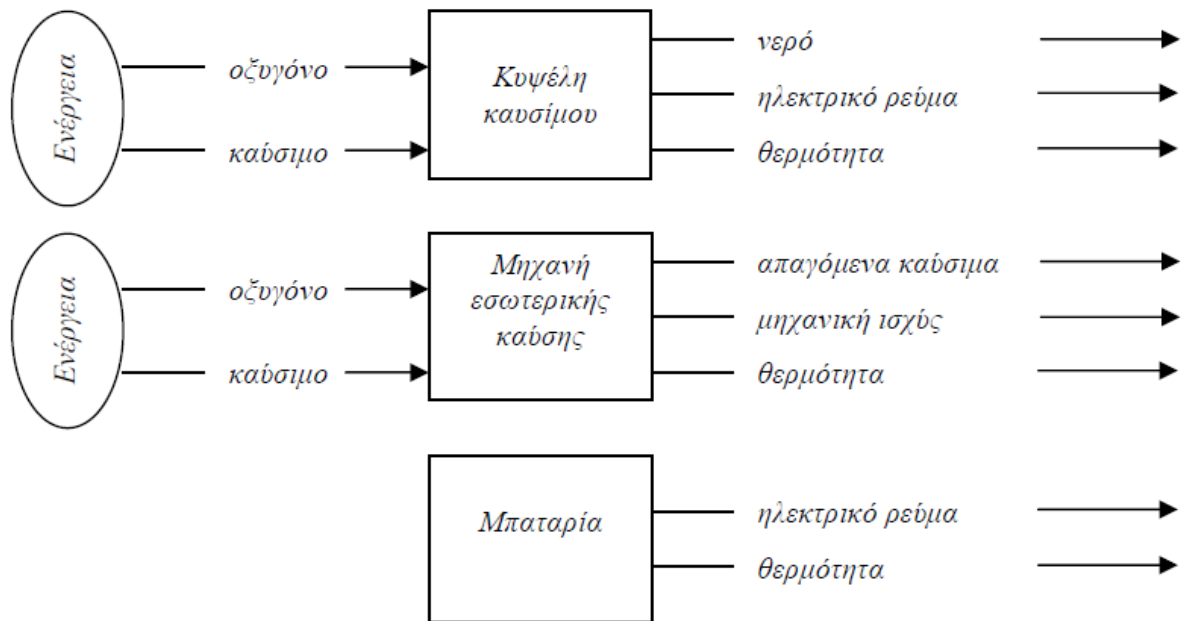 Ενέργεια
οξυγόνο
καύσιμο
Κυψέλη
καυσίμου
νερό
ηλεκτρικό ρεύμα
θερμότητα
Ενέργεια
οξυγόνο
καύσιμο
Μηχανή
εσωτερικής
καύσης
απαγόμενα καύσιμα
μηχανική ισχύς
θερμότητα
Μπαταρία
ηλεκτρικό ρεύμα
θερμότητα